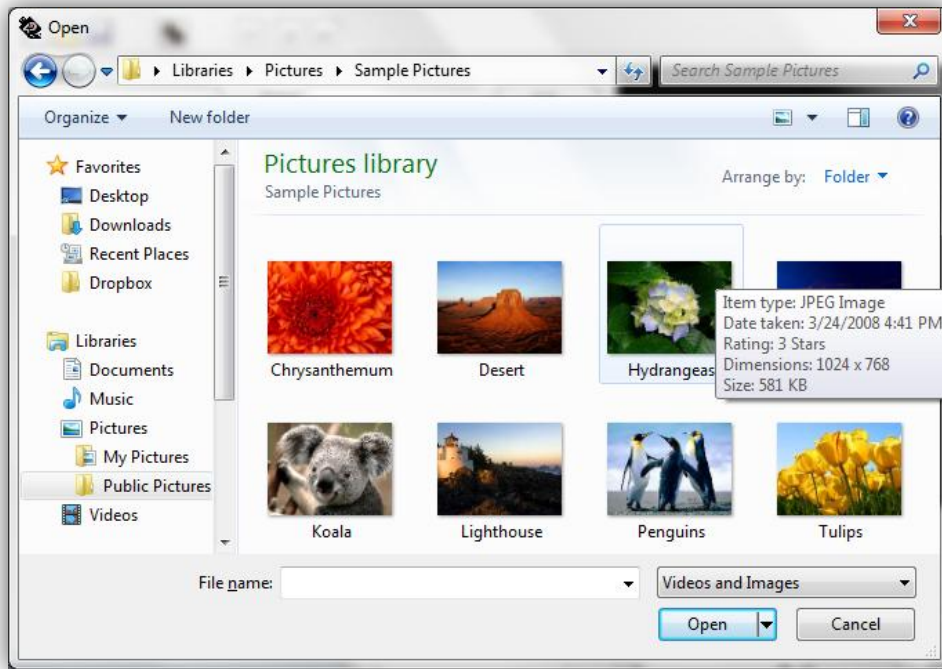 Open
Libraries Pictures Sample Pictures
Search Sample Pictures
Organize New folder
Favorites
Desktop
Downloads
Recent Places
Dropbox
Libraries
Documents
Music
Pictures
My Pictures
Public Pictures
Videos
Pictures library
Sample Pictures
Arrange by: Folder
Chrysanthemum
Desert
Hydrangeas
Item type: JPEG Image
Date taken: 3/24/2008 4:41 PM
Rating: 3 Stars
Dimensions: 1024 x 768
Size: 581 KB
Koala
Lighthouse
Penguins
Tulips
File name:
Videos and Images
Open
Cancel